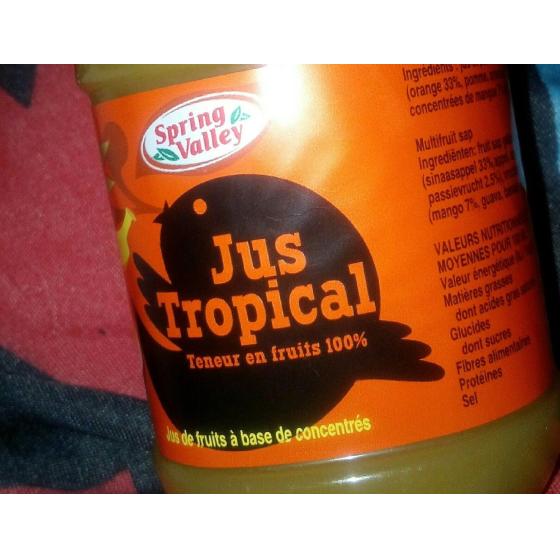 Spring
Valley
Jus
Tropical
Teneur en fruits 100%
Jus de fruits à base de concentrés
Ingrédients :
(orange 33%, pomme,
concentrées de mangue
Multifruit sap
Ingrediënten: fruit sap
(sinaasappel 33%, appel,
passievrucht 2,5%,
(mango 7%, guava,
VALEURS NUTRITIONN
MOYENNES POUR
Valeur énergétique
Matières grasses
dont acides gras
Glucides
dont sucres
Fibres alimentaires
Protéines
Sel